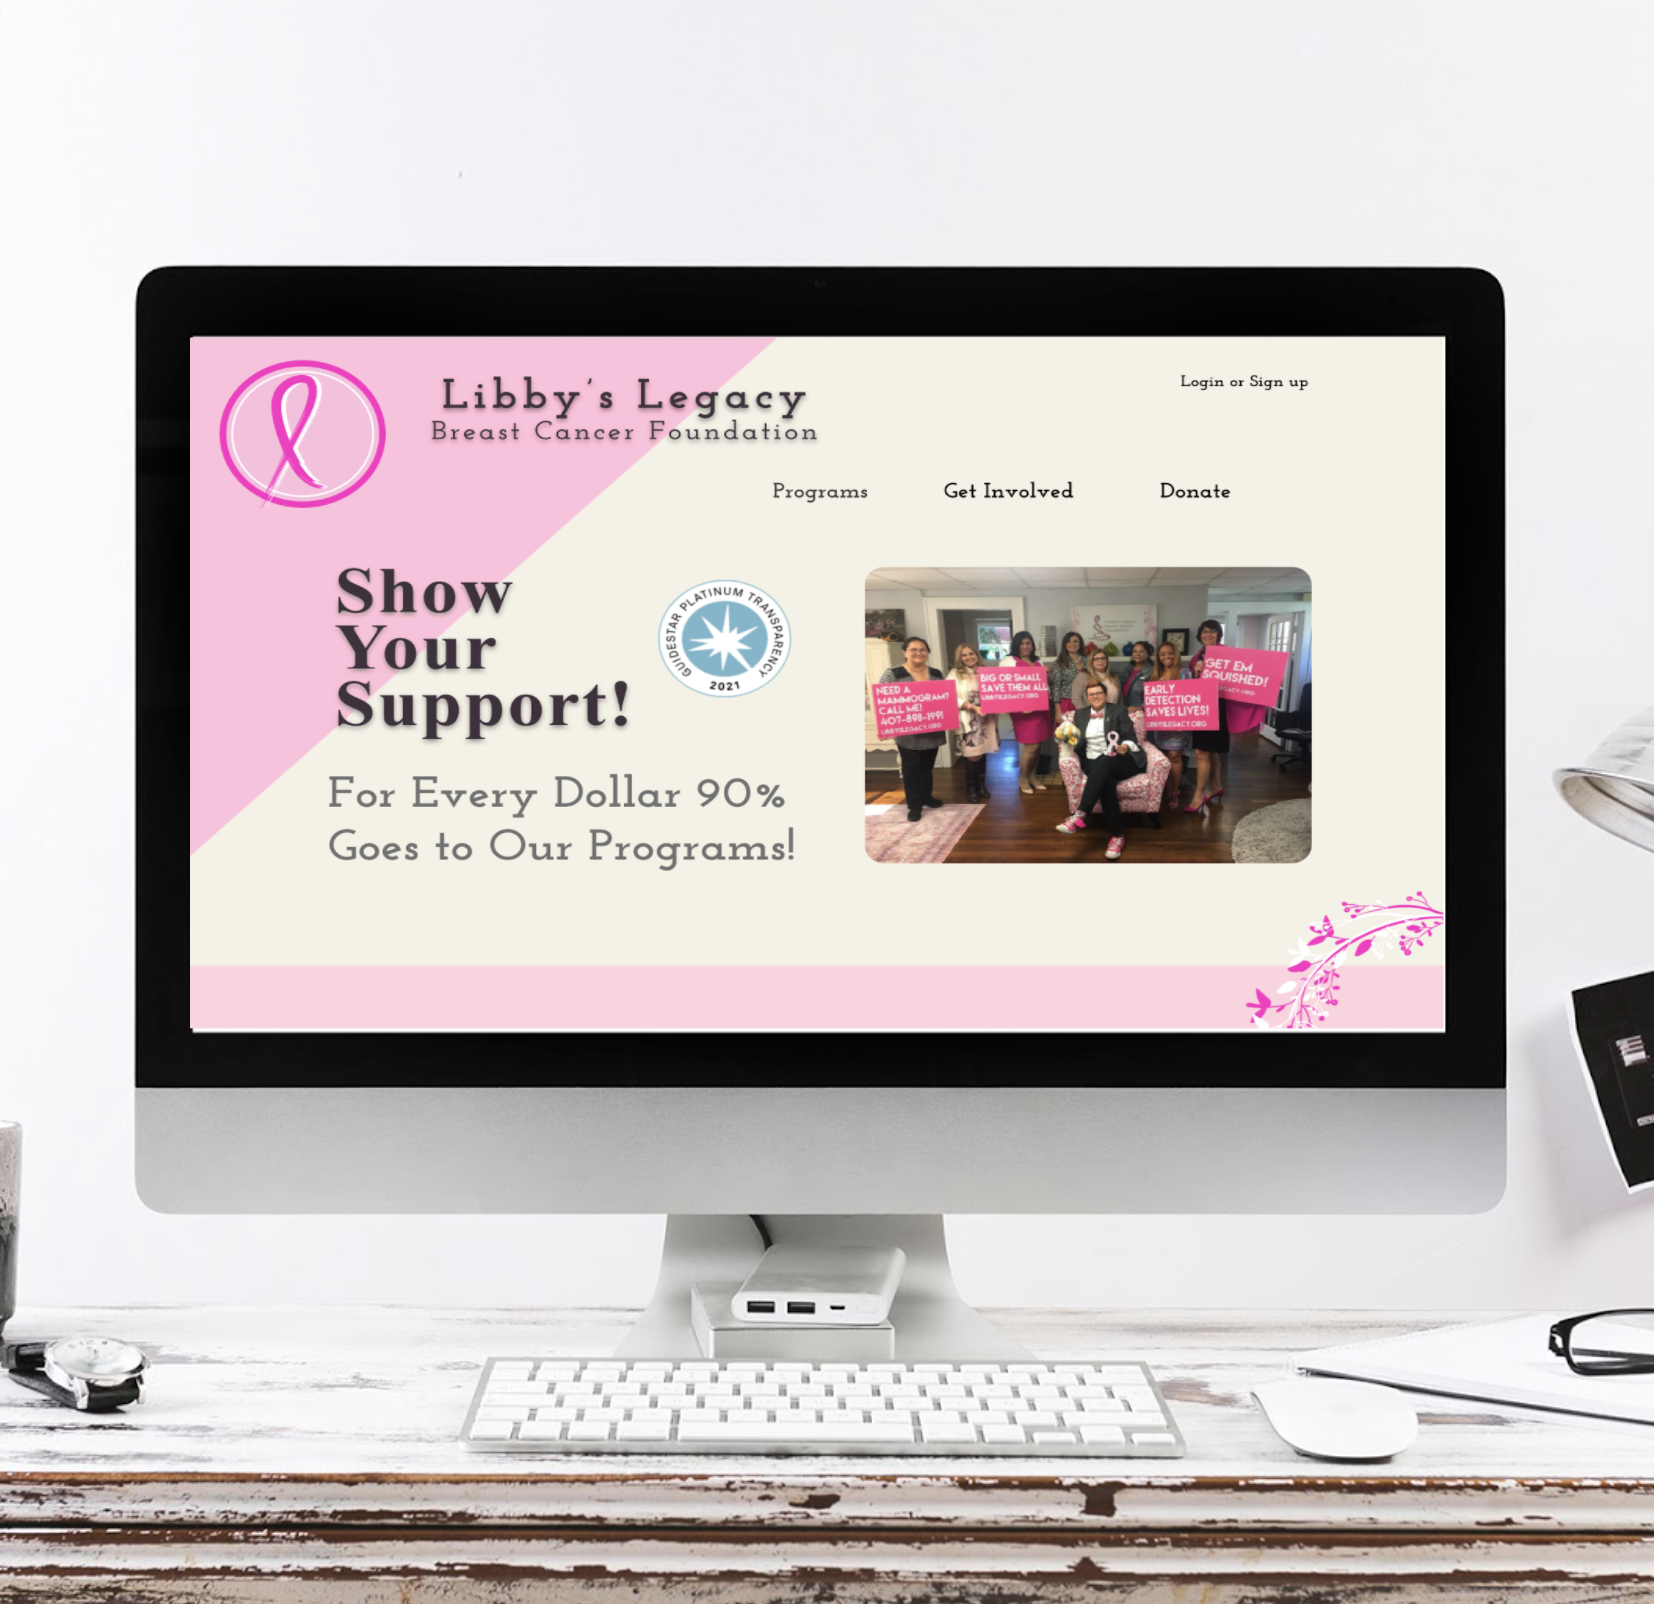 Libby's Legacy
Breast Cancer Foundation
Login or Sign up
Programs
Get Involved
Donate
Show
Your
Support!
GUIDESTAR PLATINUM TRANSPARENCY
2021
For Every Dollar 90%
Goes to Our Programs!
NEED A
MAMMOGRAM?
CALL ME!
407-898-1991
LIBBYSLEGACY.ORG
BIG OR SMALL
SAVE THEM ALL
LIBBYSLEGACY.ORG
EARLY
DETECTION
SAVES LIVES!
LIBBYSLEGACY.ORG
GET EM
SQUISHED!